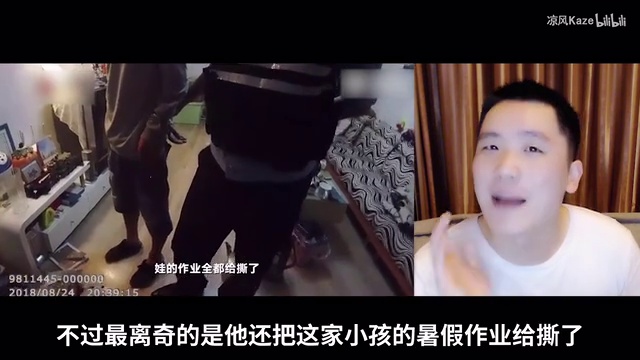 凉风Kaze bilibili
娃的作业全都给撕了
9811445-000000
2018/08/24 20:39:15
不过最离奇的是他还把这家小孩的暑假作业给撕了